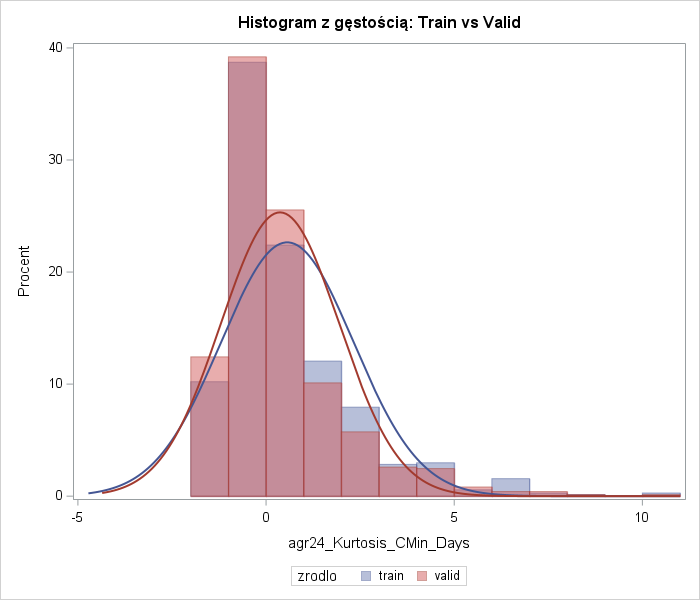 Histogram z gęstością: Train vs Valid
40
30
20
10
0
Procent
-5
0
5
10
agr24_Kurtosis_CMin_Days
zrodlo train valid